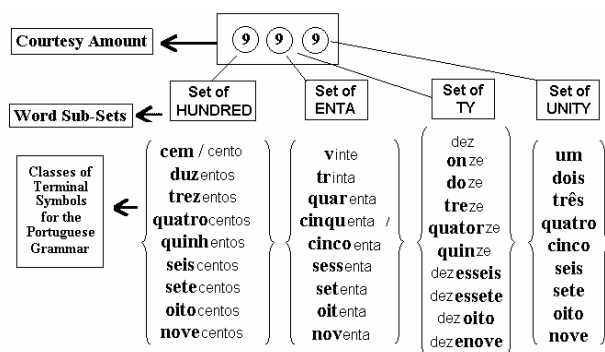 Courtesy Amount
9 9 9
Word Sub-Sets
Set of
HUNDRED
Set of
ENTA
Set of
TY
Set of
UNITY
Classes of
Terminal
Symbols
for the
Portuguese
Grammar
cem / cento
duzentos
trezentos
quatrocentos
quinhentos
seiscentos
setecentos
oitocentos
novecentos
vinte
trinta
quarenta
cinquenta /
cincoenta
sessenta
setenta
oitenta
noventa
dez
onze
doze
treze
quatorze
quinze
dezesseis
dezessete
dezoito
dezenove
um
dois
três
quatro
cinco
seis
sete
oito
nove